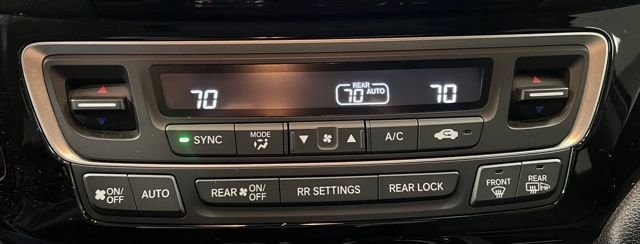 70 REAR 70 AUTO 70
SYNC MODE A/C
ON/OFF AUTO REAR ON/OFF RR SETTINGS REAR LOCK FRONT REAR